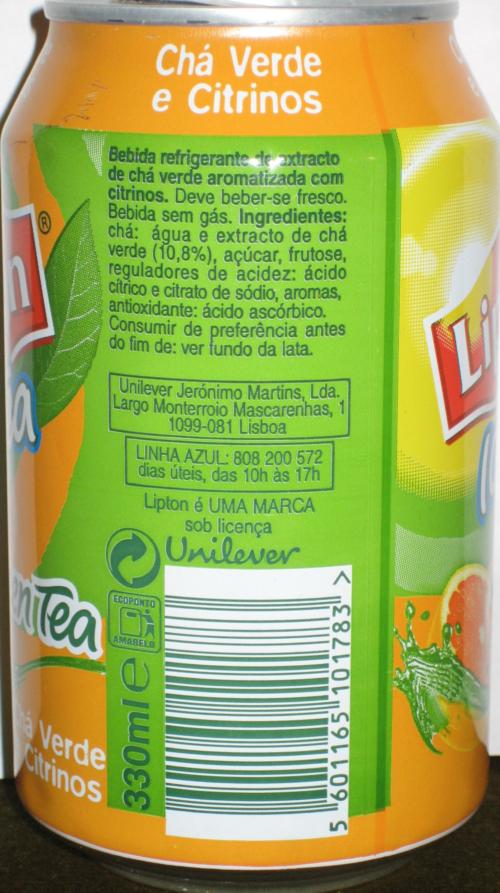 Chá Verde
e Citrinos
Bebida refrigerante de extracto
de chá verde aromatizada com
citrinos. Deve beber-se fresco.
Bebida sem gás. Ingredientes:
chá: água e extracto de chá
verde (10,8%), açúcar, frutose,
reguladores de acidez: ácido
cítrico e citrato de sódio, aromas,
antioxidante: ácido ascórbico.
Consumir de preferência antes
do fim de: ver fundo da lata.
Unilever Jerónimo Martins, Lda.
Largo Monterroio Mascarenhas, 1
1099-081 Lisboa
LINHA AZUL: 808 200 572
dias úteis, das 10h às 17h
Lipton é UMA MARCA
sob licença
Unilever
ECOPONTO
AMARELO
330ml e
5 601165 101783 >
®
n
a
en Tea
há Verde
Citrinos
Li